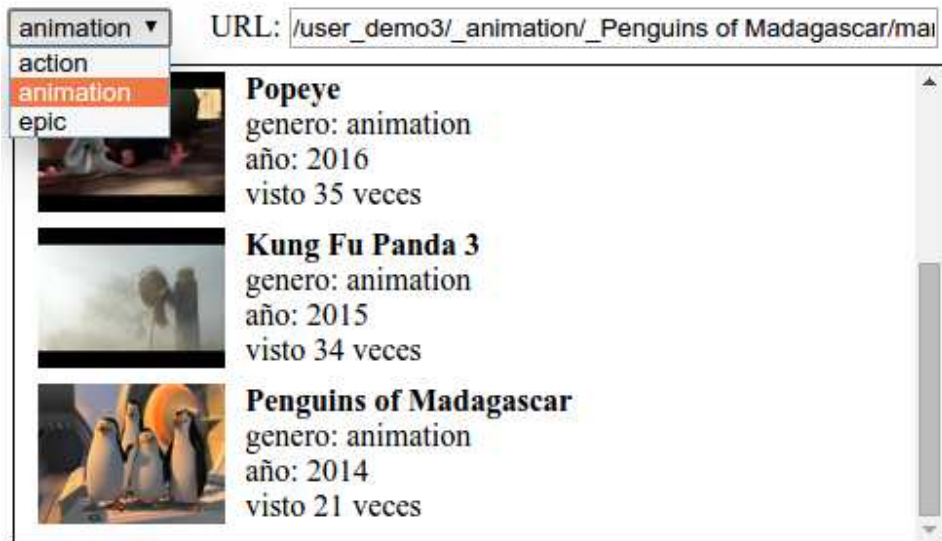 animation ▼ URL: /user_demo3/_animation/_Penguins of Madagascar/mai
action
animation
epic
Popeye
genero: animation
año: 2016
visto 35 veces
Kung Fu Panda 3
genero: animation
año: 2015
visto 34 veces
Penguins of Madagascar
genero: animation
año: 2014
visto 21 veces